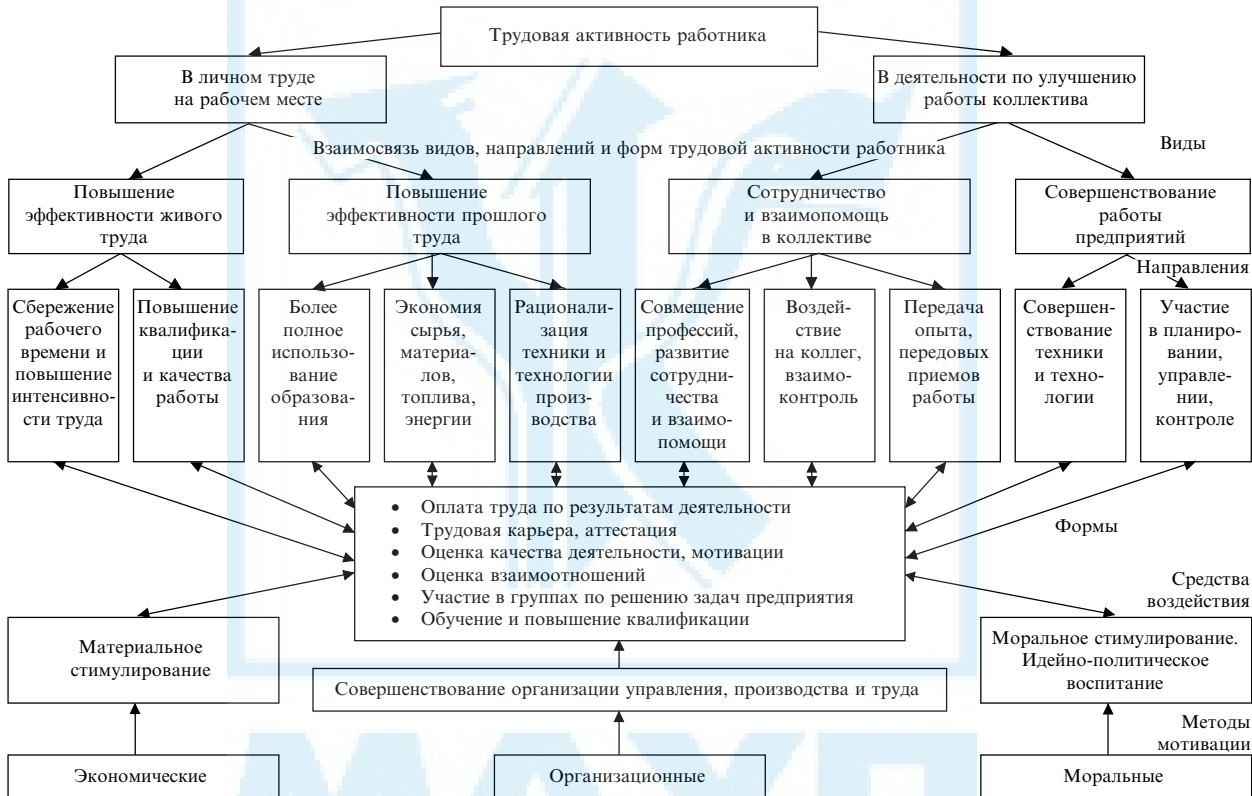 Трудовая активность работника
В личном труде
на рабочем месте
В деятельности по улучшению
работы коллектива
Взаимосвязь видов, направлений и форм трудовой активности работника
Виды
Повышение
эффективности живого
труда
Повышение
эффективности прошлого
труда
Сотрудничество
и взаимопомощь
в коллективе
Совершенствование
работы
предприятий
Направления
Сбережение
рабочего
времени и
повышение
интенсивно-
сти труда
Повышение
квалифика-
ции
и качества
работы
Более
полное
использо-
вание
образова-
ния
Экономия
сырья,
материа-
лов,
топлива,
энергии
Рационали-
зация
техники и
технологии
произ-
водства
Совмещение
профессий,
развитие
сотрудни-
чества
и взаимо-
помощи
Воздей-
ствие
на коллег,
взаимо-
контроль
Передача
опыта,
передовых
приемов
работы
Совершен-
ствование
техники
и техно-
логии
Участие
в планиро-
вании,
управле-
нии,
контроле
• Оплата труда по результатам деятельности
• Трудовая карьера, аттестация
• Оценка качества деятельности, мотивации
• Оценка взаимоотношений
• Участие в группах по решению задач предприятия
• Обучение и повышение квалификации
Формы
Средства
воздействия
Материальное
стимулирование
Совершенствование организации управления, производства и труда
Моральное стимулирование.
Идейно-политическое
воспитание
Методы
мотивации
Экономические
Организационные
Моральные
МАУП